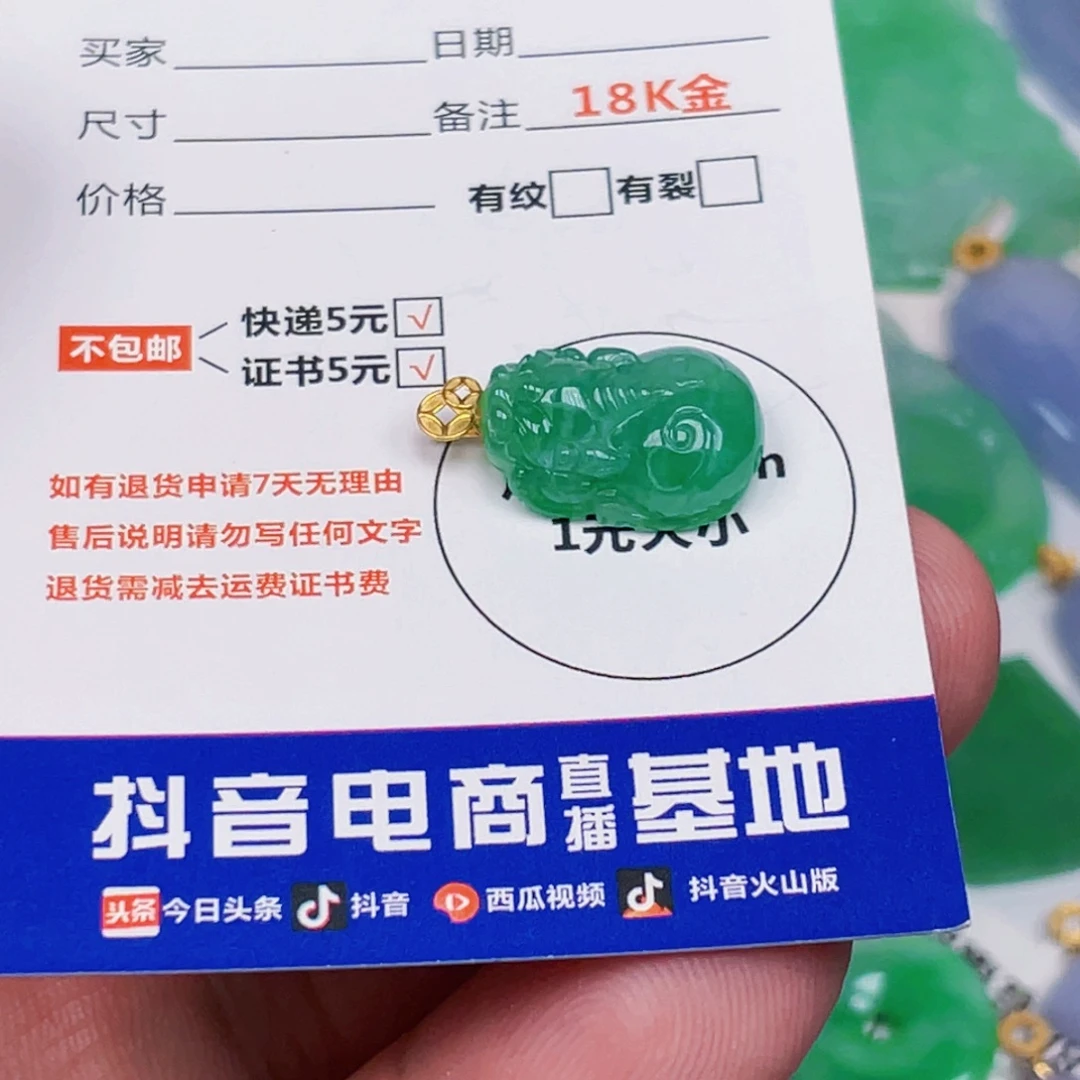 买家 日期
尺寸 备注 18K金
价格 有纹 有裂
不包邮 快递5元 √
证书5元 √
如有退货申请7天无理由
售后说明请勿写任何文字
退货需减去运费证书费
1元大小
抖音电商直播基地
头条 今日头条 抖音 西瓜视频 抖音火山版